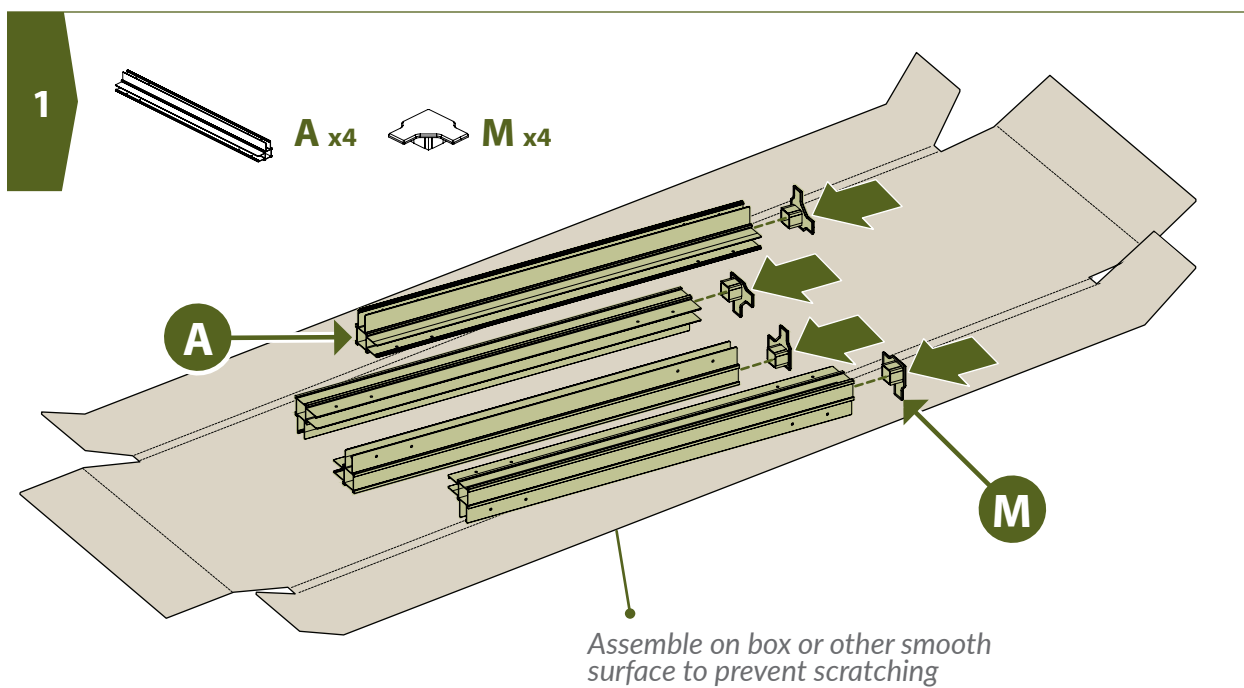 1
A x4
M x4
A
M
Assemble on box or other smooth
surface to prevent scratching